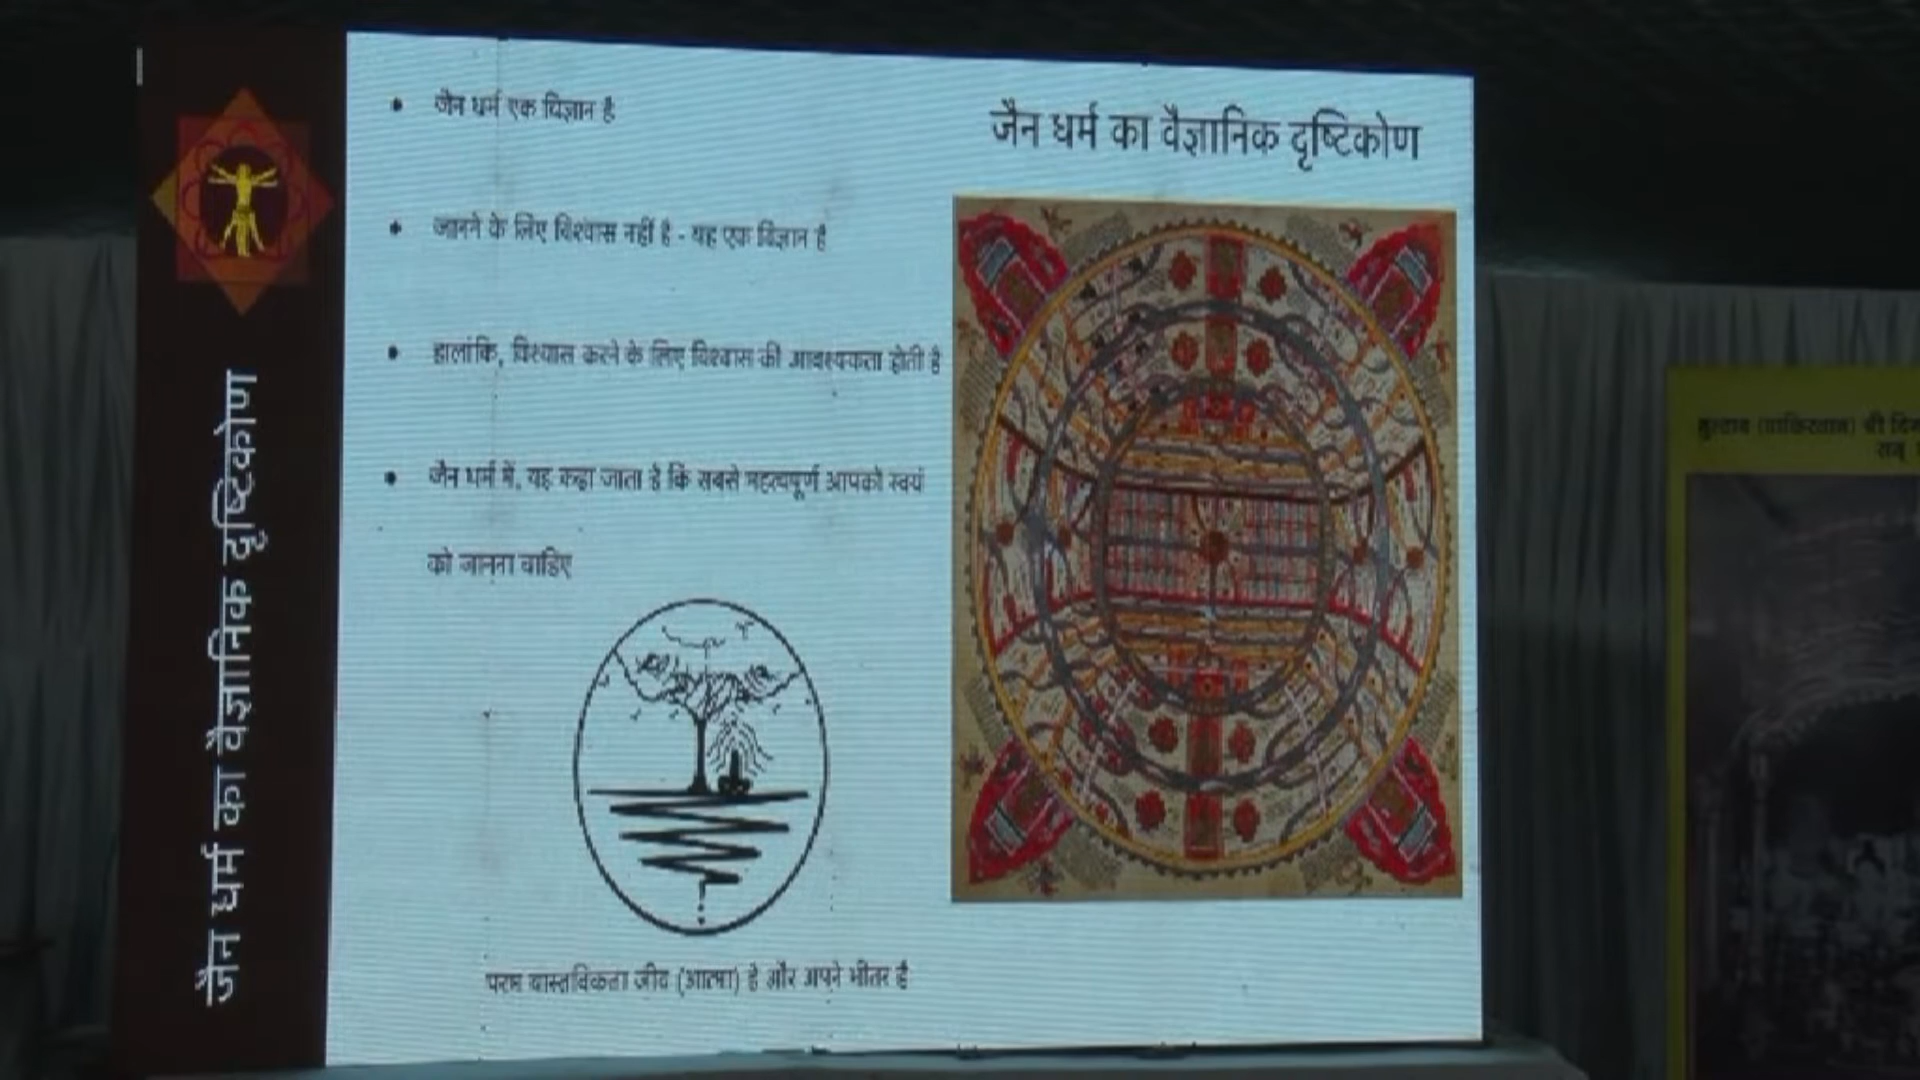 जैन धर्म का वैज्ञानिक दृष्टिकोण
जैन धर्म का वैज्ञानिक दृष्टिकोण
जैन धर्म एक विज्ञान है
जानने के लिए विश्वास नहीं है - यह एक विज्ञान है
हालांकि, विश्वास करने के लिए विश्वास की आवश्यकता होती है
जैन धर्म में, यह कहा जाता है कि सबसे महत्वपूर्ण आपको स्वयं
को जानना चाहिए
परम वास्तविकता जीव (आत्मा) है और अपने भीतर है
मुल्तान (पाकिस्तान) की
सन्